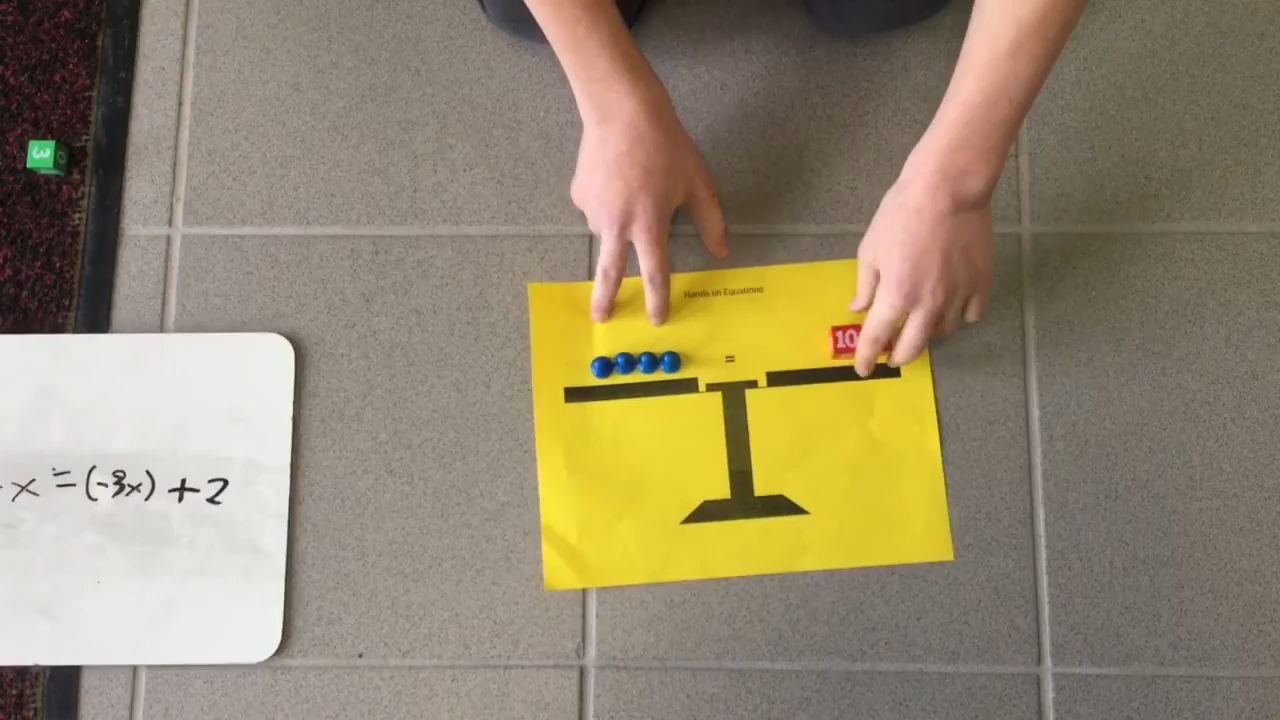 Hands on Equations
=
10
3
x = (-3x) + 2